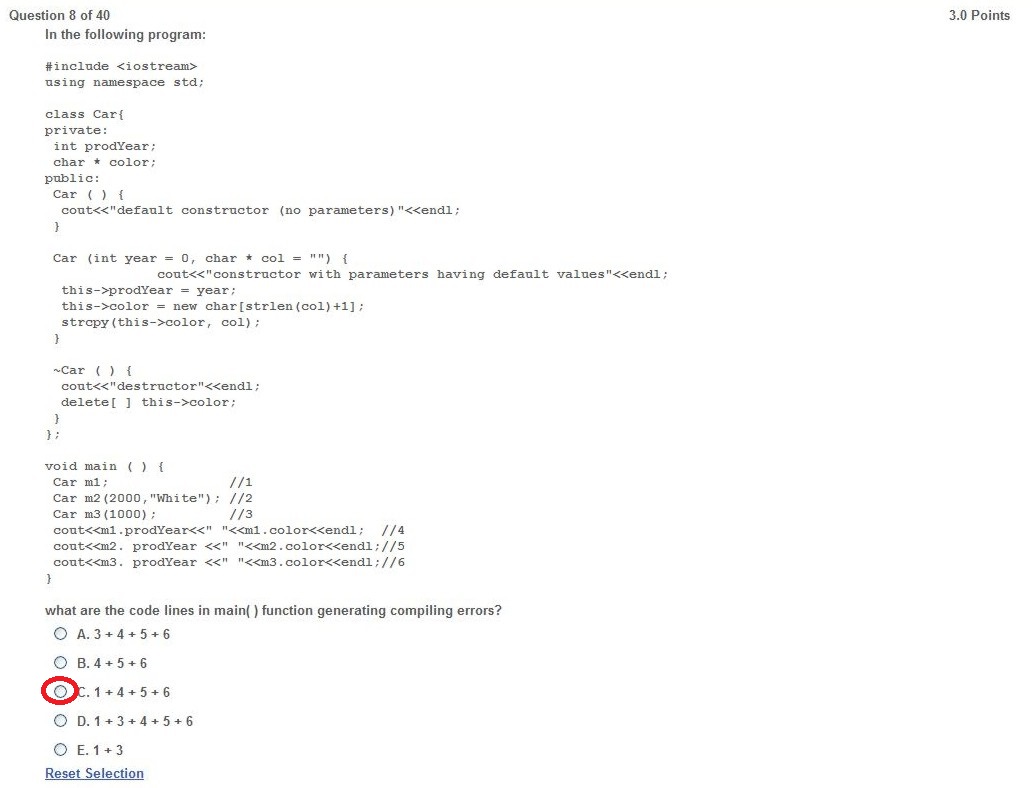 Question 8 of 40
3.0 Points
In the following program:
#include <iostream>
using namespace std;
class Car{
private:
int prodYear;
char * color;
public:
Car ( ) {
cout<<"default constructor (no parameters)"<<endl;
}
Car (int year = 0, char * col = "") {
cout<<"constructor with parameters having default values"<<endl;
this->prodYear = year;
this->color = new char[strlen(col)+1];
strcpy(this->color, col);
}
~Car ( ) {
cout<<"destructor"<<endl;
delete[ ] this->color;
}
};
void main ( ) {
Car m1; //1
Car m2(2000,"White"); //2
Car m3(1000); //3
cout<<m1.prodYear<<" "<<m1.color<<endl; //4
cout<<m2. prodYear <<" "<<m2.color<<endl;//5
cout<<m3. prodYear <<" "<<m3.color<<endl;//6
}
what are the code lines in main( ) function generating compiling errors?
A. 3 + 4 + 5 + 6
B. 4 + 5 + 6
C. 1 + 4 + 5 + 6
D. 1 + 3 + 4 + 5 + 6
E. 1 + 3
Reset Selection